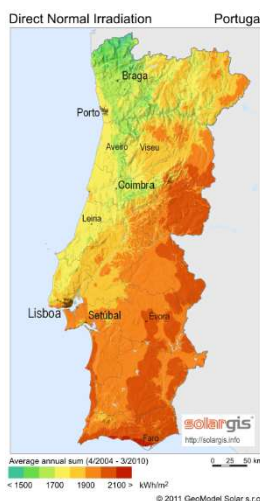 Direct Normal Irradiation Portuga
Braga
Porto
Aveiro Viseu
Coimbra
Leiria
Lisboa Setúbal Evora
solargis
http://solargis.info
Faro
Average annual sum (4/2004 - 3/2010) 0 25 50 km
< 1500 1700 1900 2100 > kWh/m²
© 2011 GeoModel Solar s.r.o.